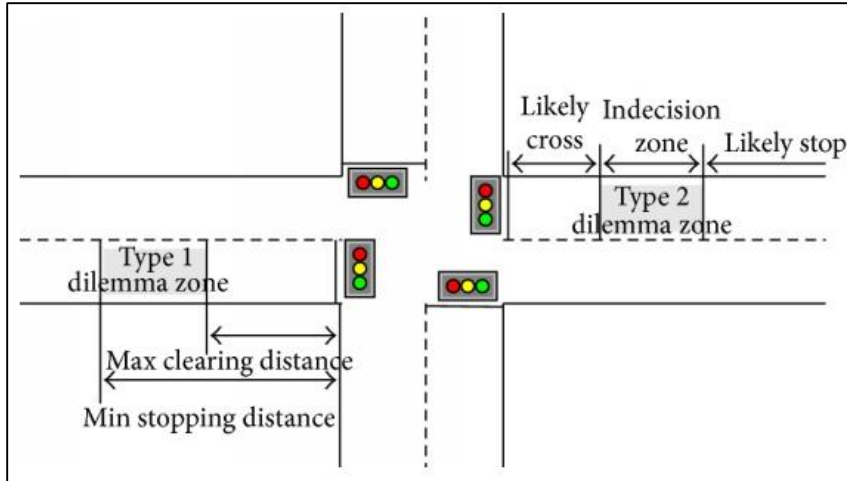 Likely
cross
Indecision
zone
Likely stop
Type 2
dilemma zone
Type 1
dilemma zone
Max clearing distance
Min stopping distance